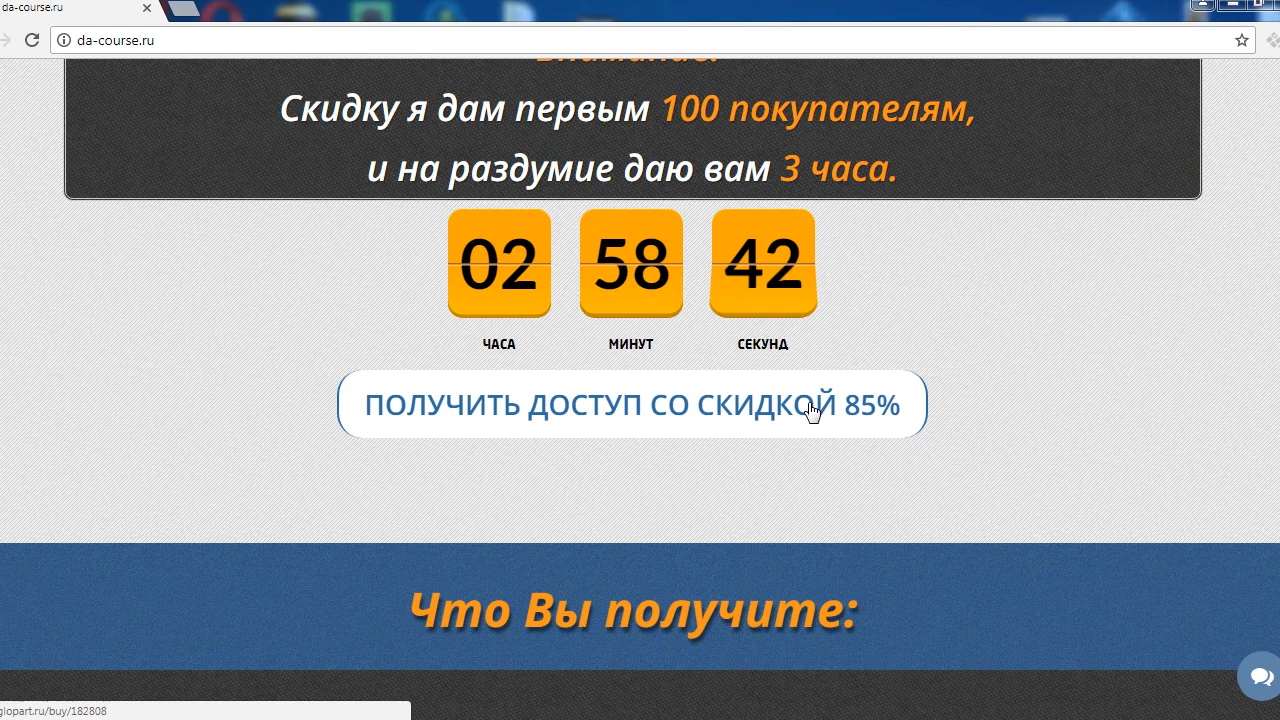 da-course.ru
da-course.ru
Внимание!
Скидку я дам первым 100 покупателям,
и на раздумие даю вам 3 часа.
02 58 42
ЧАСА МИНУТ СЕКУНД
ПОЛУЧИТЬ ДОСТУП СО СКИДКОЙ 85%
Что Вы получите:
glopart.ru/buy/182808